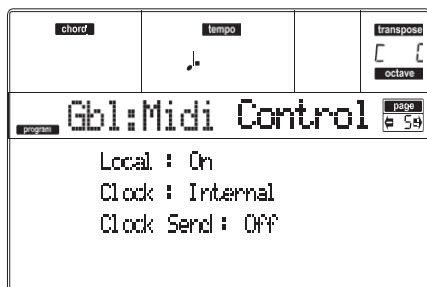 chord
tempo
transpose
octave
program
Gbl:Midi Control
page
5
Local : On
Clock : Internal
Clock Send : Off